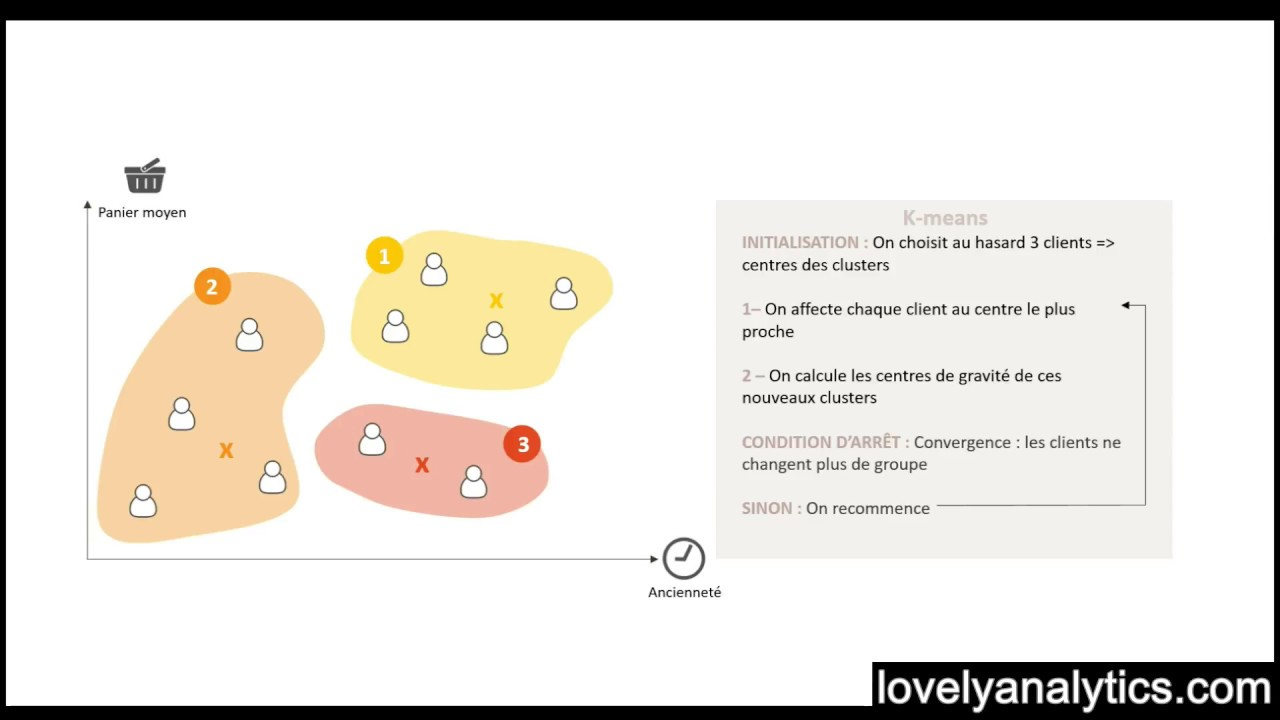 Panier moyen
1
2
X
X
X
3
Ancienneté
K-means
INITIALISATION : On choisit au hasard 3 clients =>
centres des clusters
1– On affecte chaque client au centre le plus
proche
2 – On calcule les centres de gravité de ces
nouveaux clusters
CONDITION D’ARRÊT : Convergence : les clients ne
changent plus de groupe
SINON : On recommence
lovelyanalytics.com